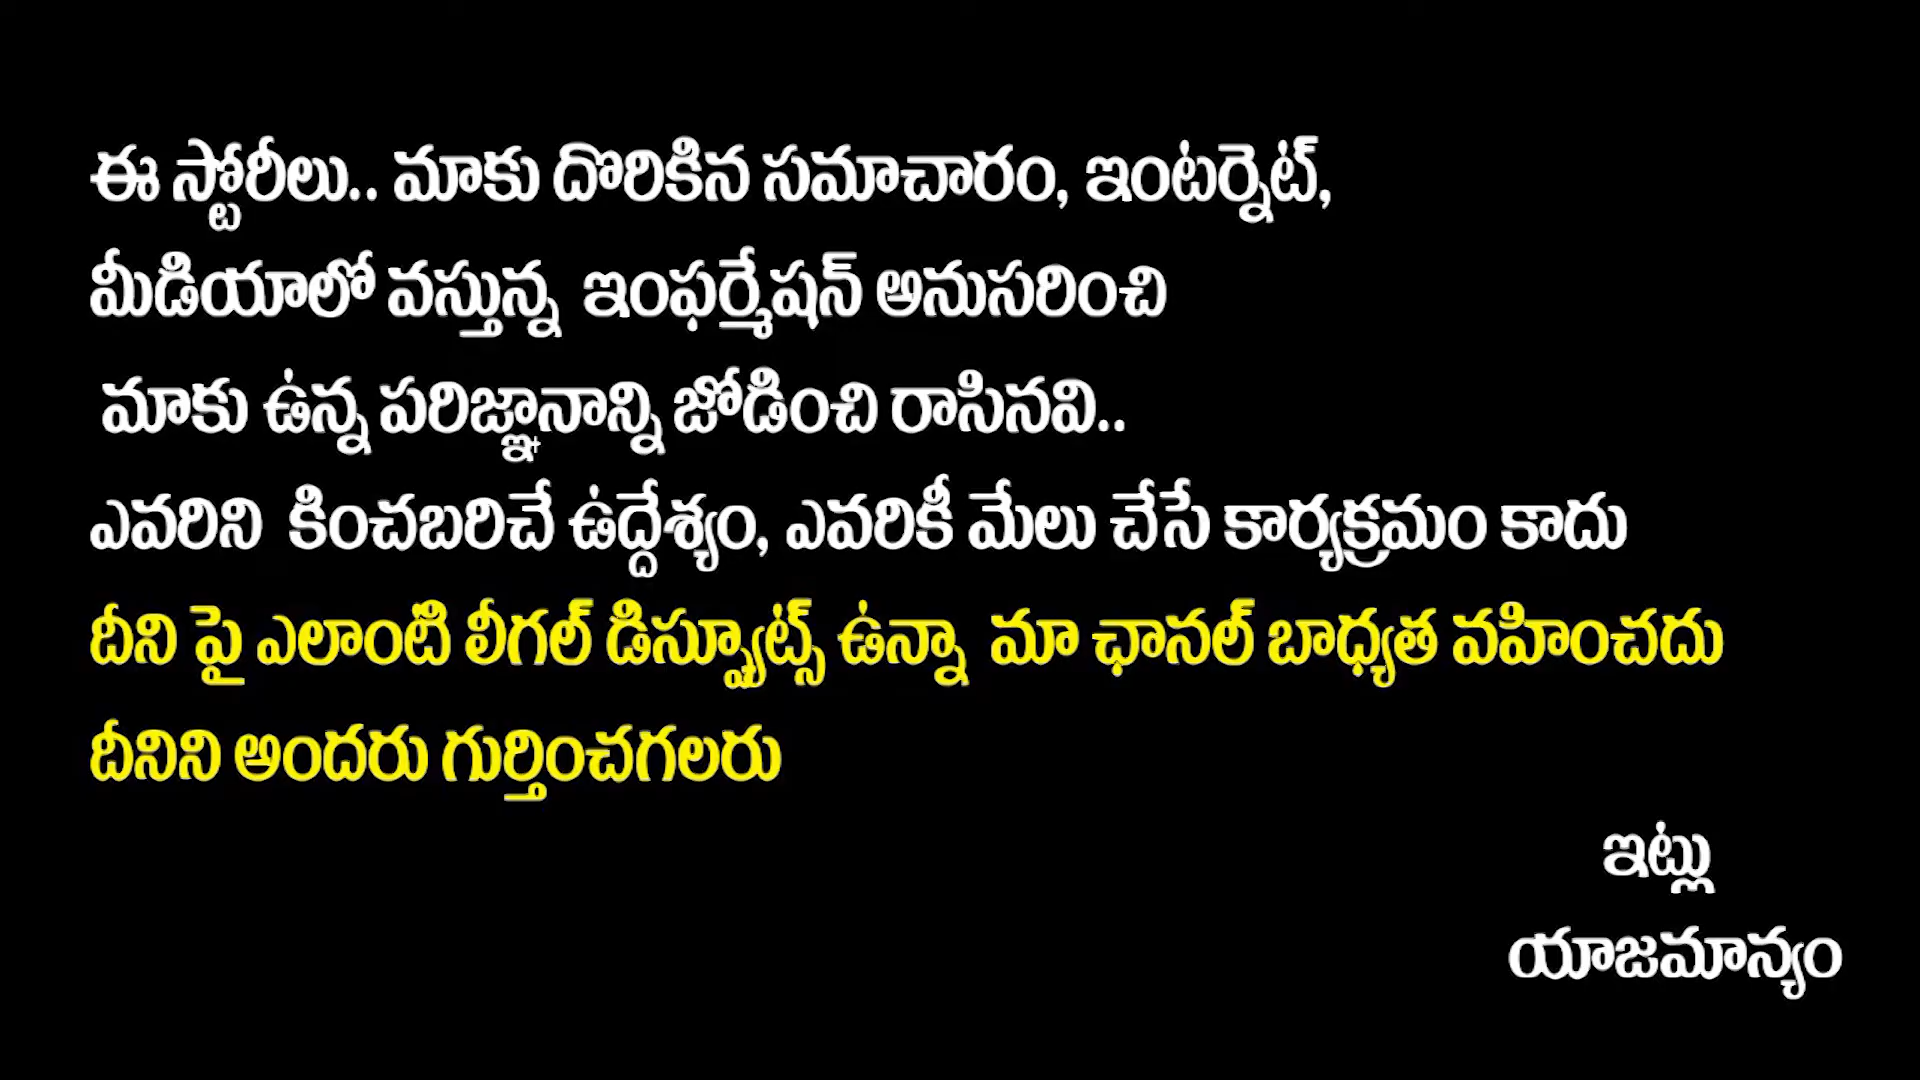 ఈ స్టోరీలు.. మాకు దొరికిన సమాచారం, ఇంటర్నెట్,
మీడియాలో వస్తున్న ఇంఫర్మేషన్ అనుసరించి
మాకు ఉన్న పరిజ్ఞానాన్ని జోడించి రాసినవి..
ఎవరిని కించబరిచే ఉద్దేశ్యం, ఎవరికీ మేలు చేసే కార్యక్రమం కాదు
దీని పై ఎలాంటి లీగల్ డిస్ప్యూట్స్ ఉన్నా మా ఛానల్ బాధ్యత వహించదు
దీనిని అందరు గుర్తించగలరు
ఇట్లు
యాజమాన్యం